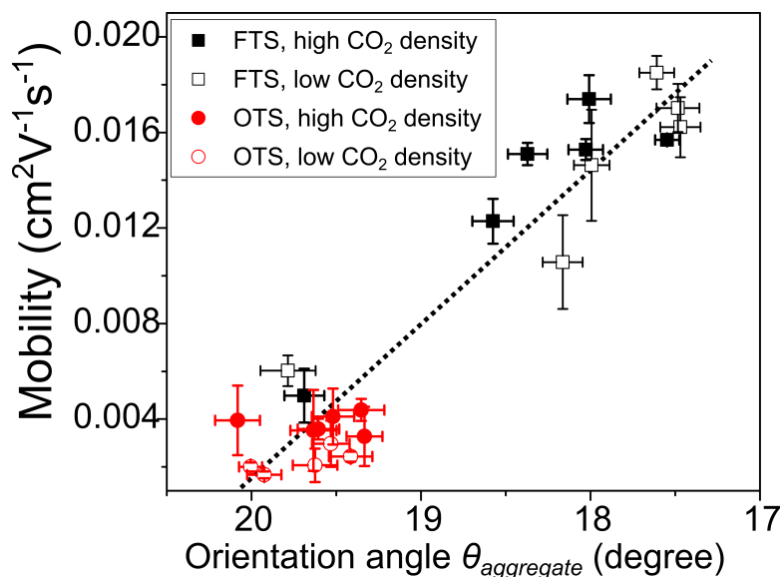 0.020
0.016
0.012
0.008
0.004
Mobility (cm²V⁻¹s⁻¹)
FTS, high CO₂ density
FTS, low CO₂ density
OTS, high CO₂ density
OTS, low CO₂ density
20 19 18 17
Orientation angle θaggregate (degree)